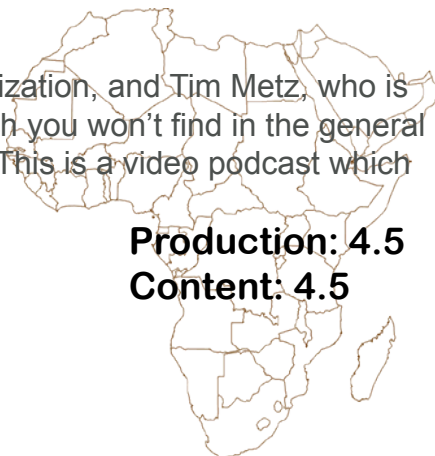 ization, and Tim Metz, who is
h you won’t find in the general
This is a video podcast which
Production: 4.5
Content: 4.5